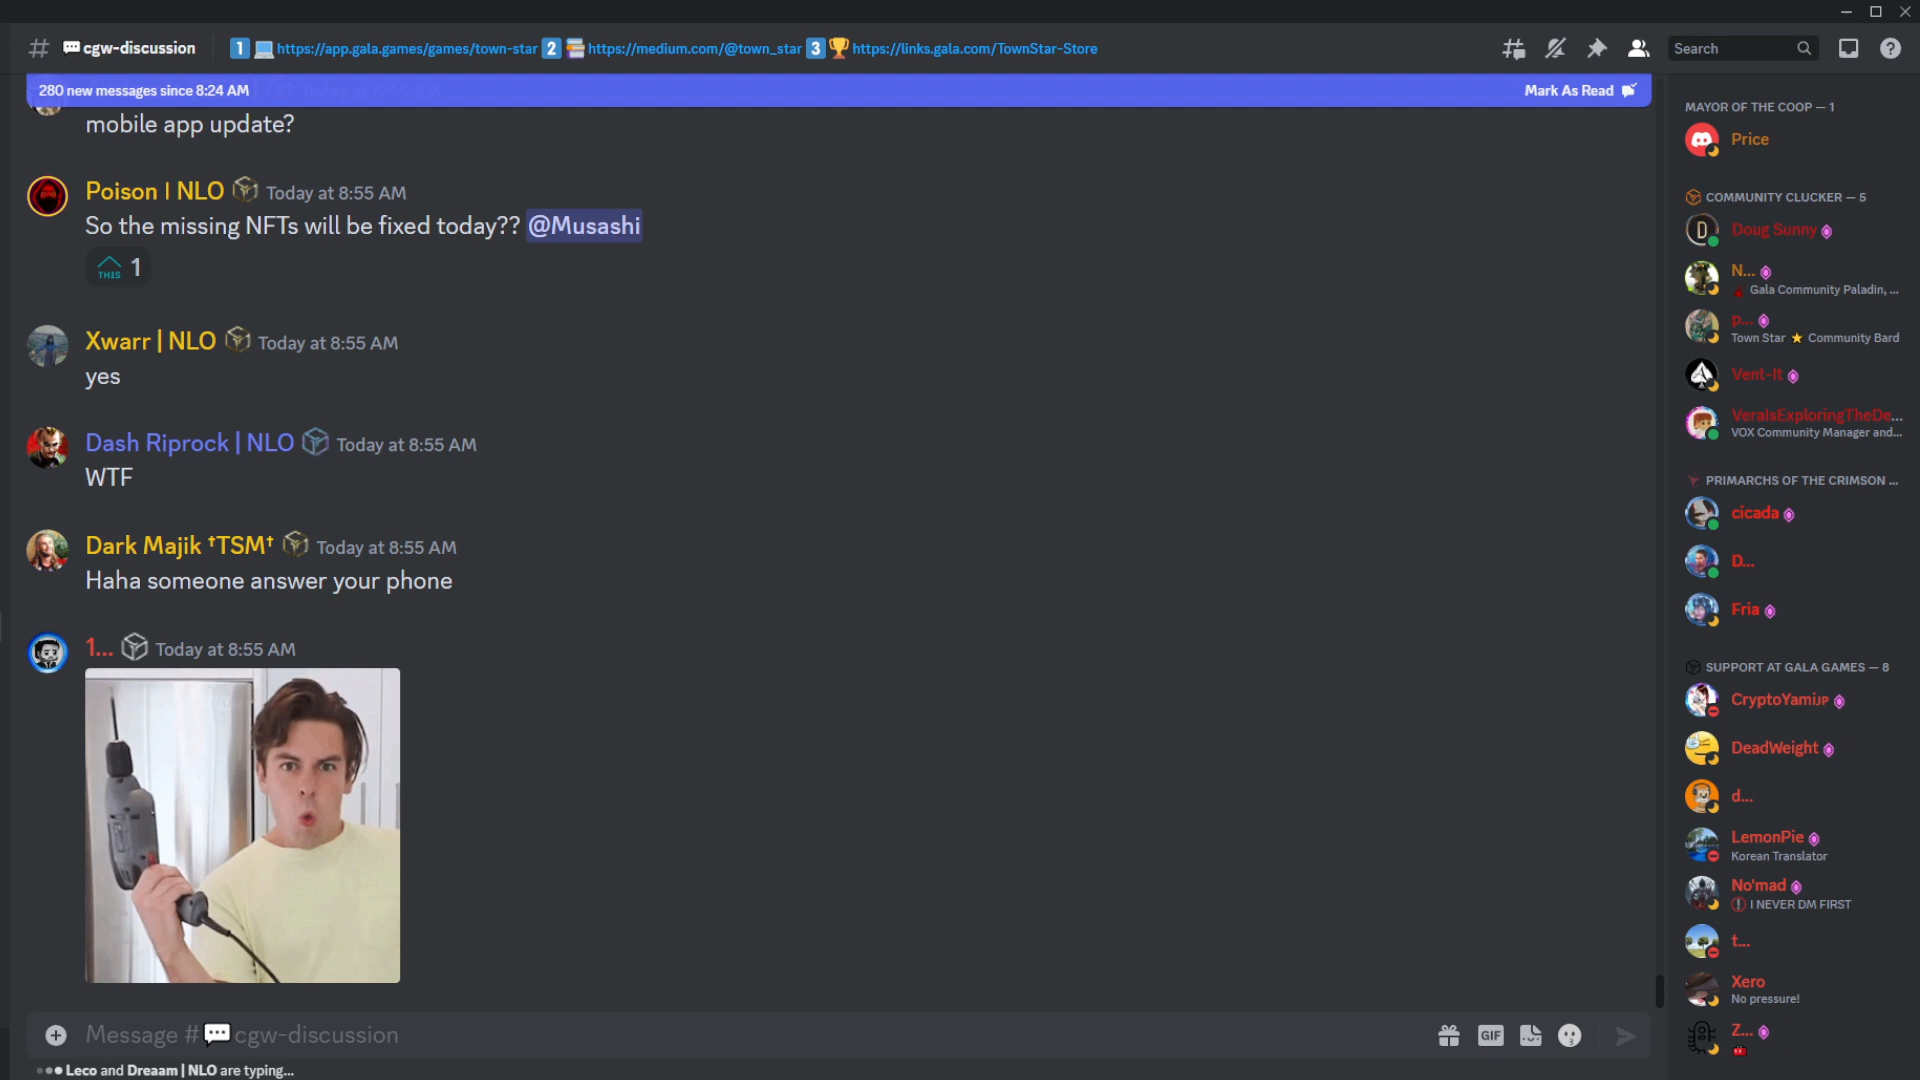 cgw-discussion
1 https://app.gala.games/games/town-star 2 https://medium.com/@town_star 3 https://links.gala.com/TownStar-Store
Search
280 new messages since 8:24 AM
Mark As Read
mobile app update?
Poison | NLO Today at 8:55 AM
So the missing NFTs will be fixed today?? @Musashi
THIS 1
Xwarr | NLO Today at 8:55 AM
yes
Dash Riprock | NLO Today at 8:55 AM
WTF
Dark Majik †TSM† Today at 8:55 AM
Haha someone answer your phone
1... Today at 8:55 AM
Message # cgw-discussion
GIF
Leco and Dreaam | NLO are typing...
MAYOR OF THE COOP — 1
Price
COMMUNITY CLUCKER — 5
D
Doug Sunny
N...
Gala Community Paladin, ...
p...
Town Star ⭐ Community Bard
Vent-It
VeraIsExploringTheDe...
VOX Community Manager and...
PRIMARCHS OF THE CRIMSON ...
cicada
D...
Fria
SUPPORT AT GALA GAMES — 8
CryptoYamiJP
DeadWeight
d...
LemonPie
Korean Translator
No'mad
I NEVER DM FIRST
t...
Xero
No pressure!
Z...